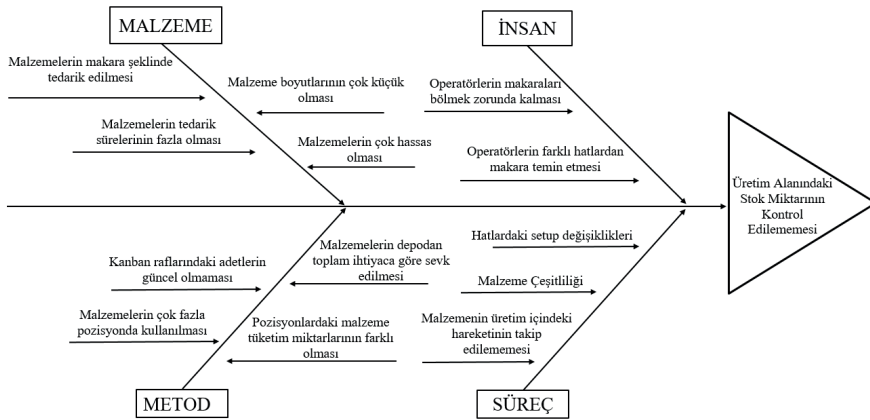 MALZEME
İNSAN
Malzemelerin makara şeklinde
tedarik edilmesi
Malzeme boyutlarının çok küçük
olması
Malzemelerin tedarik
sürelerinin fazla olması
Malzemelerin çok hassas
olması
Operatörlerin makaraları
bölmek zorunda kalması
Operatörlerin farklı hatlardan
makara temin etmesi
Üretim Alanındaki
Stok Miktarının
Kontrol
Edilememesi
Kanban raflarındaki adetlerin
güncel olmaması
Malzemelerin depodan
toplam ihtiyaca göre sevk
edilmesi
Malzemelerin çok fazla
pozisyonda kullanılması
Pozisyonlardaki malzeme
tüketim miktarlarının farklı
olması
Hatlardaki setup değişiklikleri
Malzeme Çeşitliliği
Malzemenin üretim içindeki
hareketinin takip
edilememesi
METOD
SÜREÇ